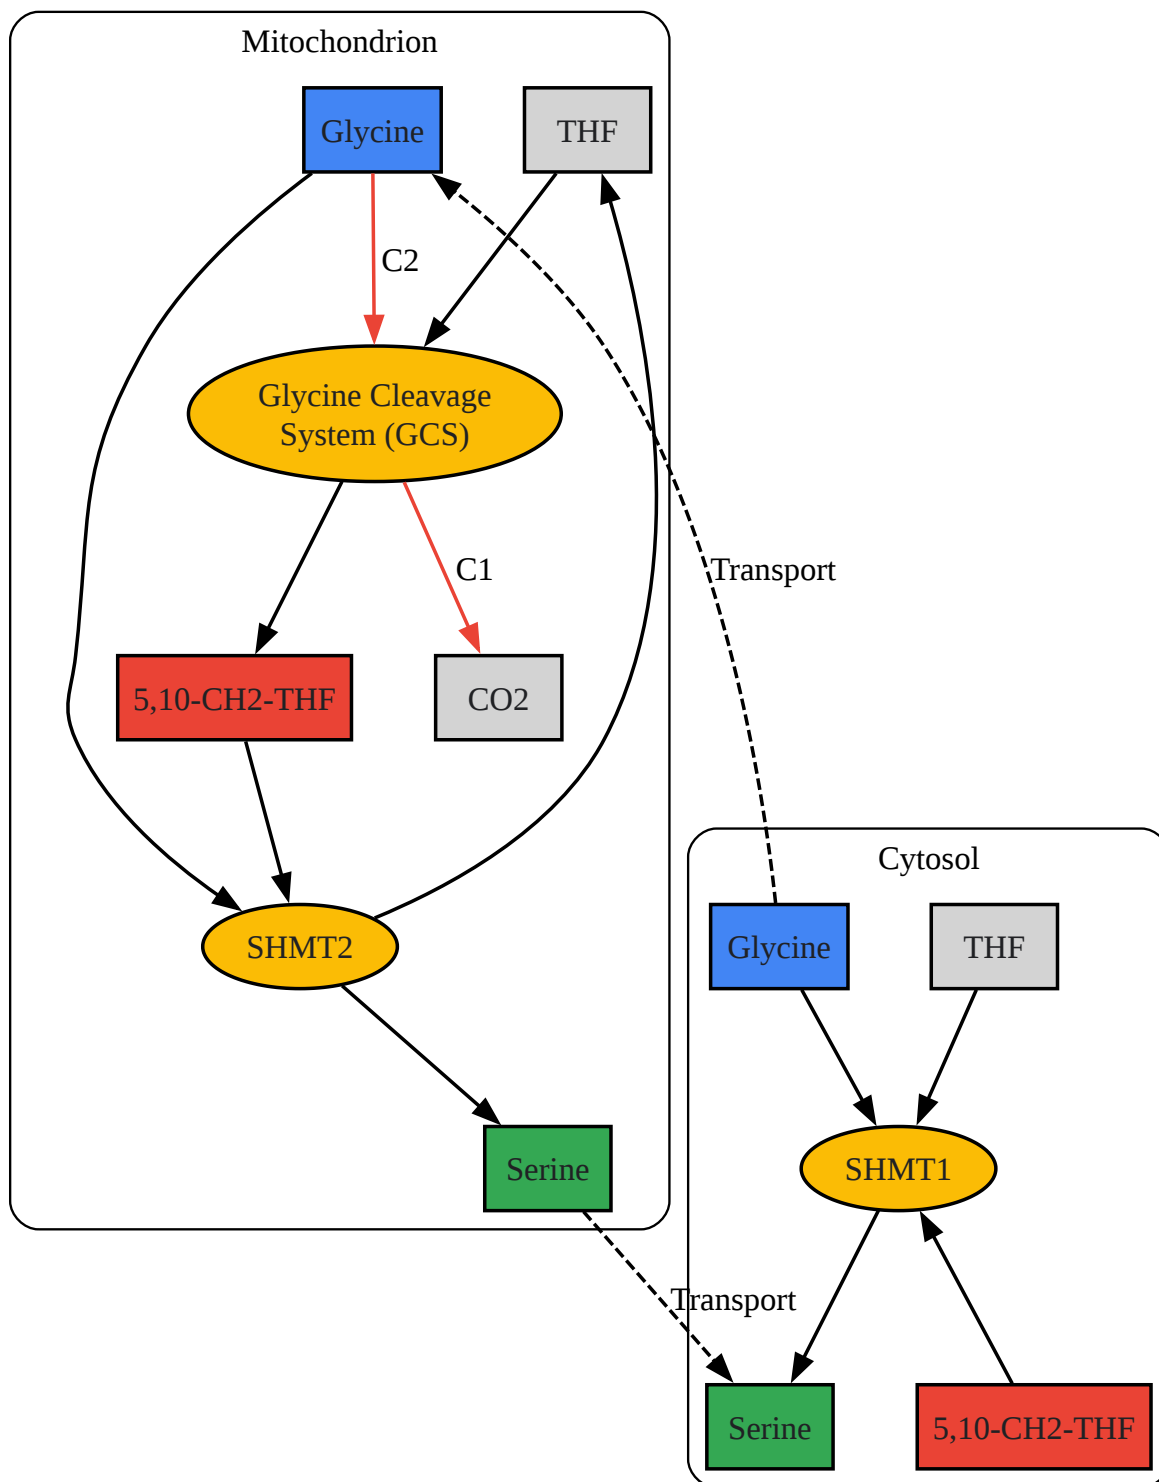 Mitochondrion
Glycine
THF
C2
Glycine Cleavage
System (GCS)
C1
Transport
5,10-CH2-THF
CO2
Cytosol
SHMT2
Glycine
THF
Serine
SHMT1
Transport
Serine
5,10-CH2-THF